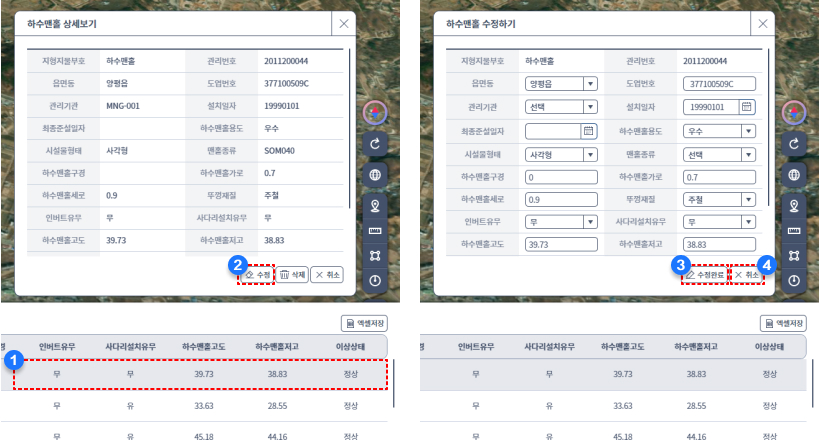 하수맨홀 상세보기
지형지물부호 하수맨홀 관리번호 2011200044
읍면동 양평읍 도엽번호 377100509C
관리기관 MNG-001 설치일자 19990101
최종준설일자 하수맨홀용도 우수
시설물형태 사각형 맨홀종류 SOM040
하수맨홀구경 하수맨홀가로 0.7
하수맨홀세로 0.9 뚜껑재질 주철
인버트유무 무 사다리설치유무 무
하수맨홀고도 39.73 하수맨홀저고 38.83
2
수정 삭제 취소
엑셀저장
경 인버트유무 사다리설치유무 하수맨홀고도 하수맨홀저고 이상상태
1
무 무 39.73 38.83 정상
무 유 33.63 28.55 정상
무 유 45.18 44.16 정상
하수맨홀 수정하기
지형지물부호 하수맨홀 관리번호 2011200044
읍면동 양평읍 도엽번호 377100509C
관리기관 선택 설치일자 19990101
최종준설일자 하수맨홀용도 우수
시설물형태 사각형 맨홀종류 선택
하수맨홀구경 0 하수맨홀가로 0.7
하수맨홀세로 0.9 뚜껑재질 주철
인버트유무 무 사다리설치유무 무
하수맨홀고도 39.73 하수맨홀저고 38.83
3 4
수정완료 취소
엑셀저장
경 인버트유무 사다리설치유무 하수맨홀고도 하수맨홀저고 이상상태
무 무 39.73 38.83 정상
무 유 33.63 28.55 정상
무 유 45.18 44.16 정상